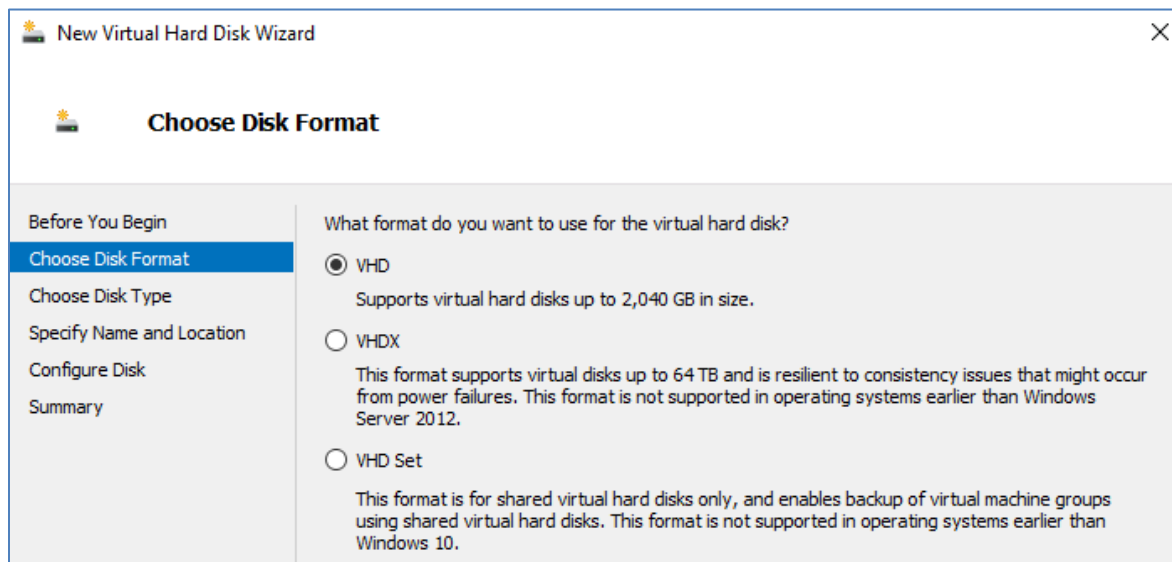 New Virtual Hard Disk Wizard
Choose Disk Format
Before You Begin
Choose Disk Format
Choose Disk Type
Specify Name and Location
Configure Disk
Summary
What format do you want to use for the virtual hard disk?
VHD
Supports virtual hard disks up to 2,040 GB in size.
VHDX
This format supports virtual disks up to 64 TB and is resilient to consistency issues that might occur
from power failures. This format is not supported in operating systems earlier than Windows
Server 2012.
VHD Set
This format is for shared virtual hard disks only, and enables backup of virtual machine groups
using shared virtual hard disks. This format is not supported in operating systems earlier than
Windows 10.